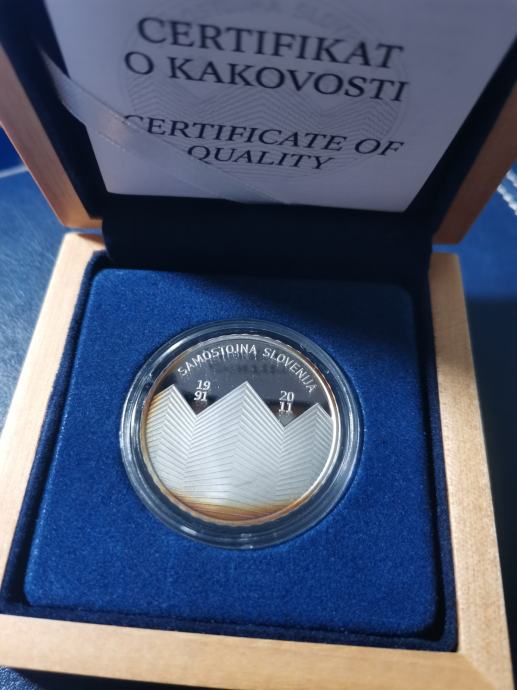 CERTIFIKAT
O KAKOVOSTI
CERTIFICATE OF
QUALITY
SAMOSTOJNA SLOVENIJA
19
91
20
11